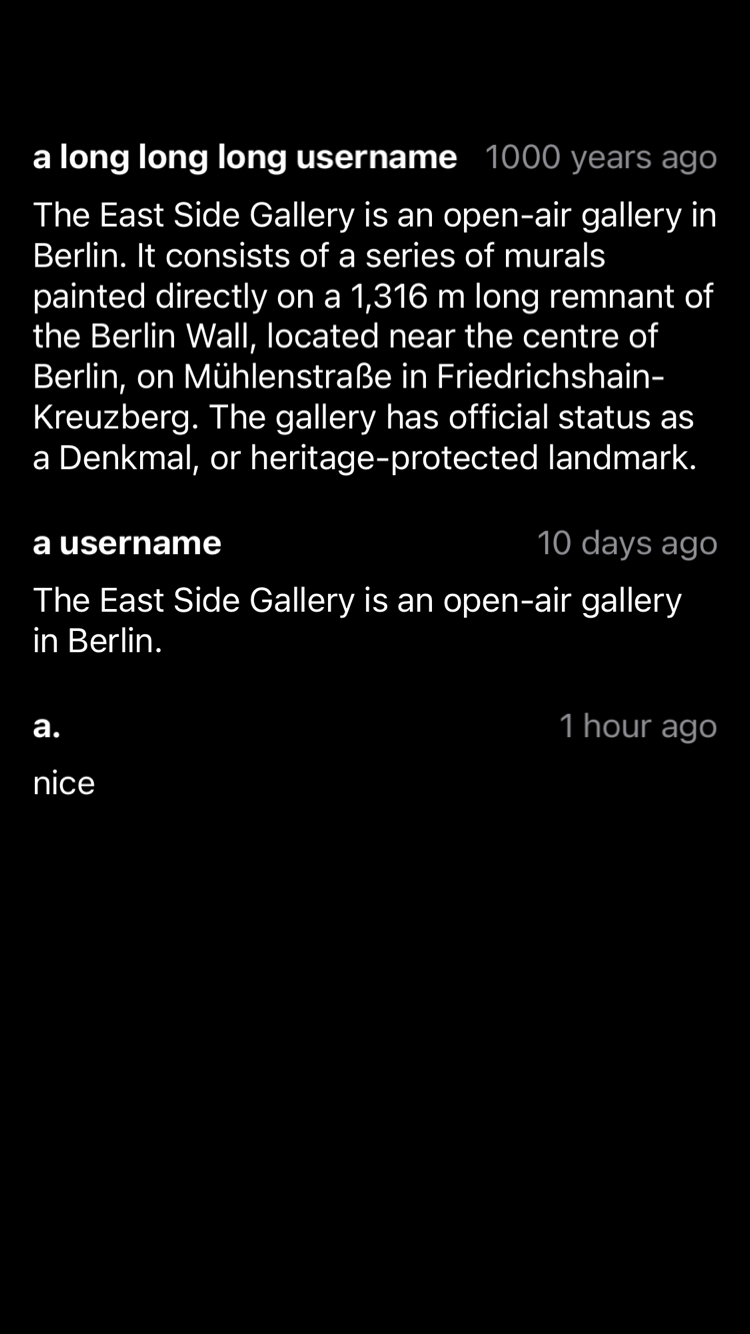 a long long long username 1000 years ago
The East Side Gallery is an open-air gallery in
Berlin. It consists of a series of murals
painted directly on a 1,316 m long remnant of
the Berlin Wall, located near the centre of
Berlin, on Mühlenstraße in Friedrichshain-
Kreuzberg. The gallery has official status as
a Denkmal, or heritage-protected landmark.
a username 10 days ago
The East Side Gallery is an open-air gallery
in Berlin.
a. 1 hour ago
nice